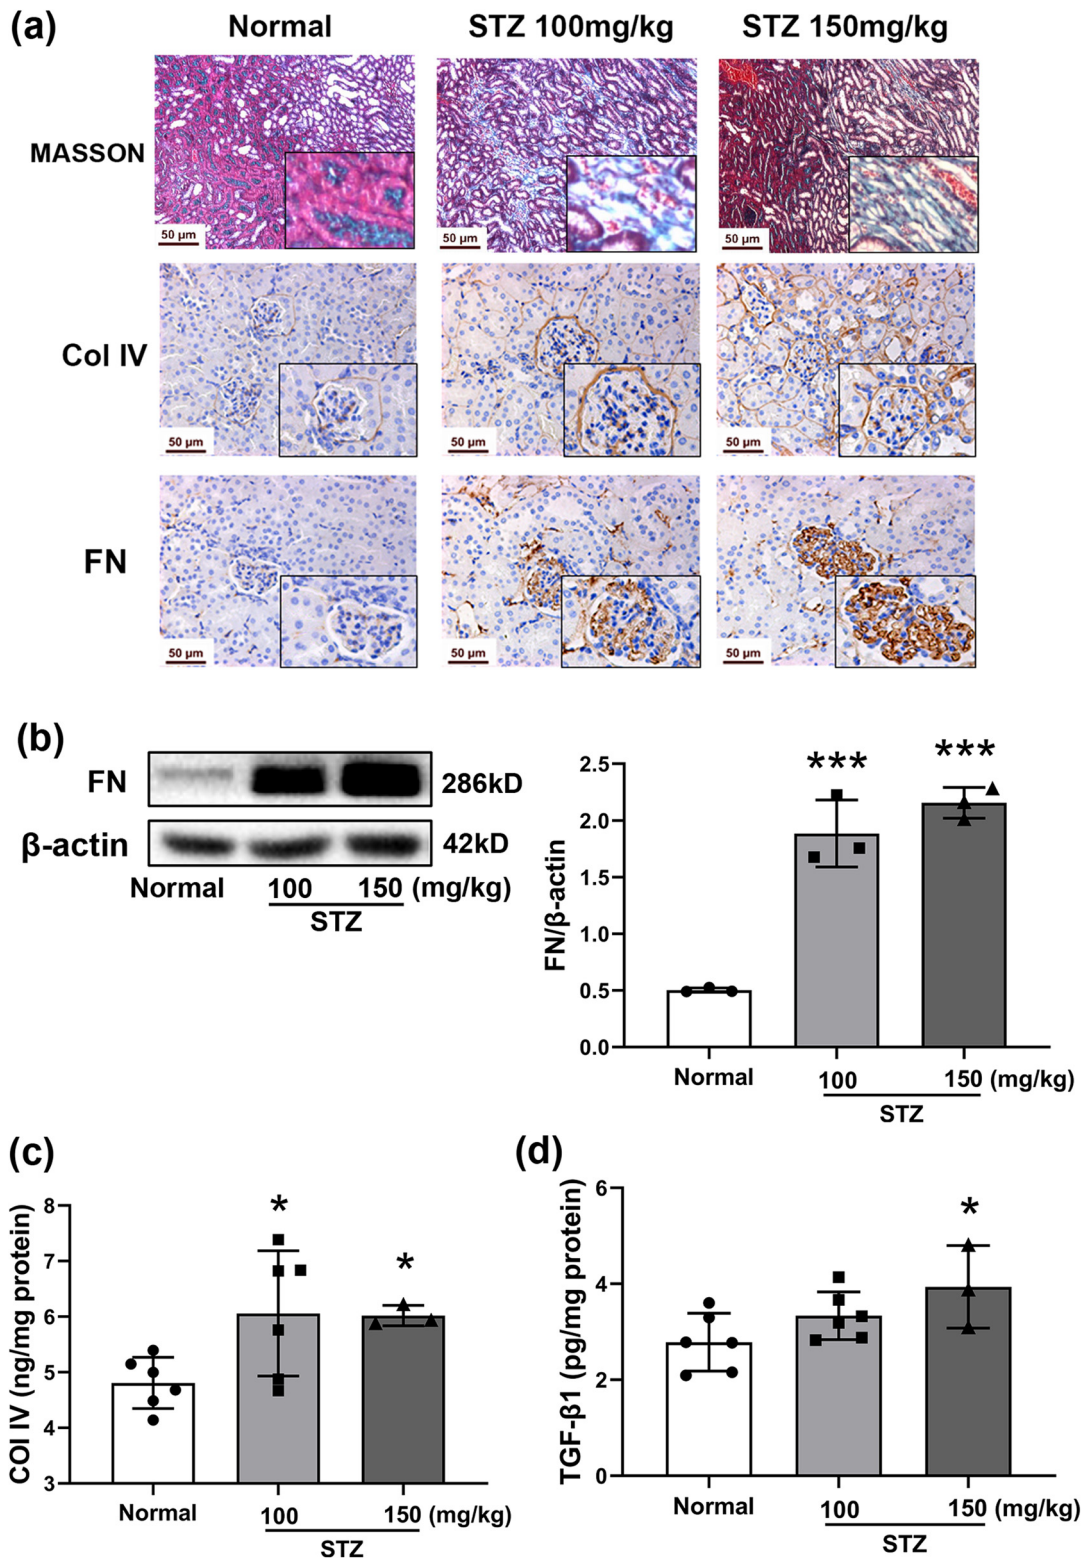 (a)
Normal STZ 100mg/kg STZ 150mg/kg
MASSON
50 µm 50 µm 50 µm
Col IV
50 µm 50 µm 50 µm
FN
50 µm 50 µm 50 µm
(b)
FN 286kD
β-actin 42kD
Normal 100 150 (mg/kg)
STZ
FN/β-actin
2.5
2.0
1.5
1.0
0.5
0.0
*** ***
Normal 100 150 (mg/kg)
STZ
(c)
COI IV (ng/mg protein)
8
7
6
5
4
3
* *
Normal 100 150 (mg/kg)
STZ
(d)
TGF-β1 (pg/mg protein)
6
4
2
0
*
Normal 100 150 (mg/kg)
STZ